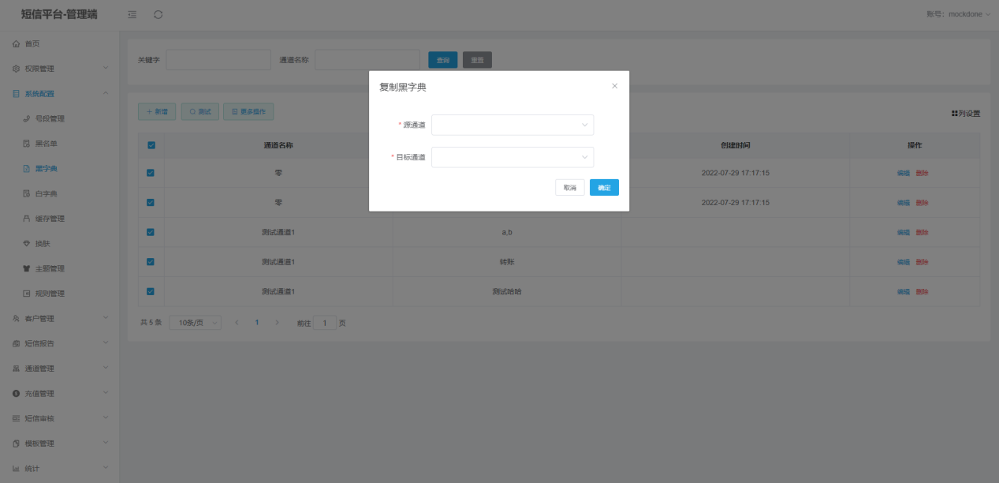 短信平台-管理端
账号：mockdone
首页
权限管理
系统配置
号段管理
黑名单
黑字典
白字典
缓存管理
换肤
主题管理
规则管理
客户管理
短信报告
通道管理
充值管理
短信审核
模板管理
统计
关键字
通道名称
查询
重置
+ 新增
测试
更多操作
列设置
通道名称
创建时间
操作
零
2022-07-29 17:17:15
编辑 删除
零
2022-07-29 17:17:15
编辑 删除
测试通道1
a,b
编辑 删除
测试通道1
转账
编辑 删除
测试通道1
测试哈哈
编辑 删除
共 5 条
10条/页
1
前往 1 页
复制黑字典
* 源通道
* 目标通道
取消
确定